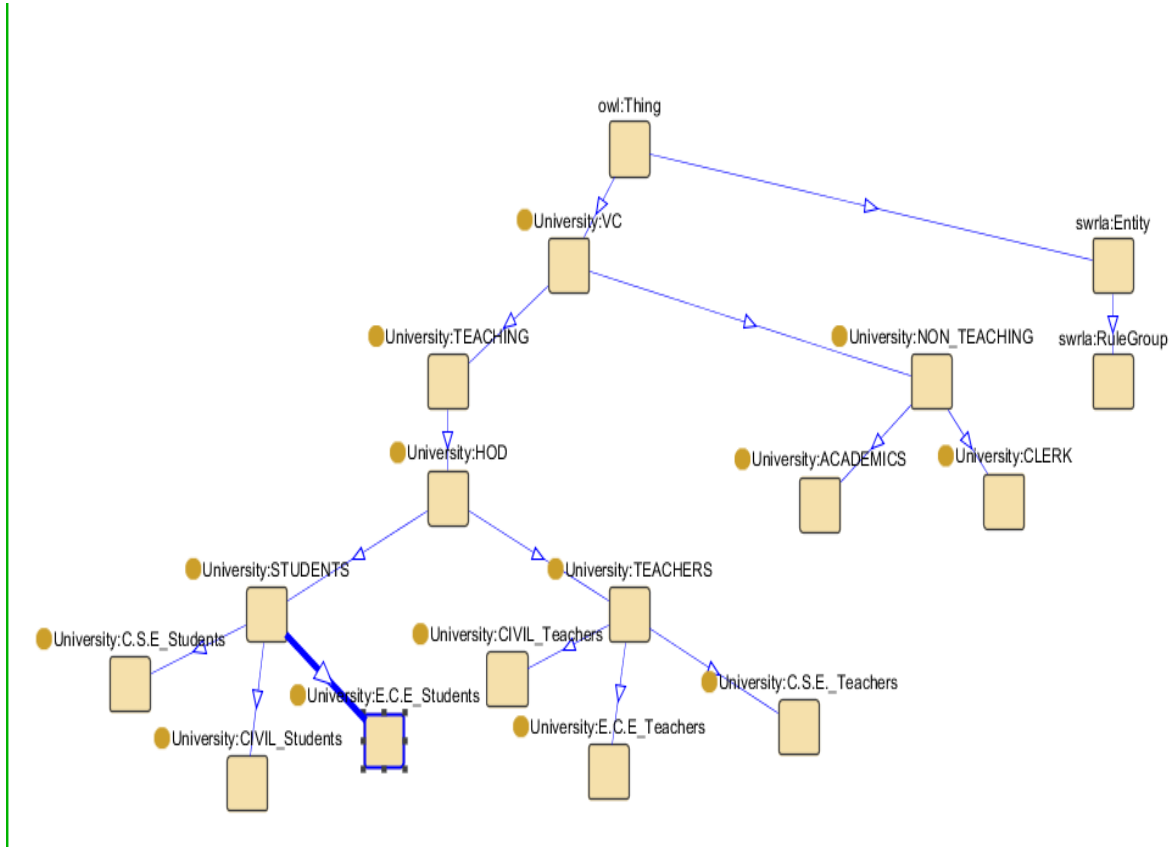 owl:Thing
University:VC
swrla:Entity
University:TEACHING
University:NON_TEACHING
swrla:RuleGroup
University:HOD
University:ACADEMICS
University:CLERK
University:STUDENTS
University:TEACHERS
University:C.S.E_Students
University:CIVIL_Teachers
University:E.C.E_Students
University:C.S.E._Teachers
University:CIVIL_Students
University:E.C.E_Teachers